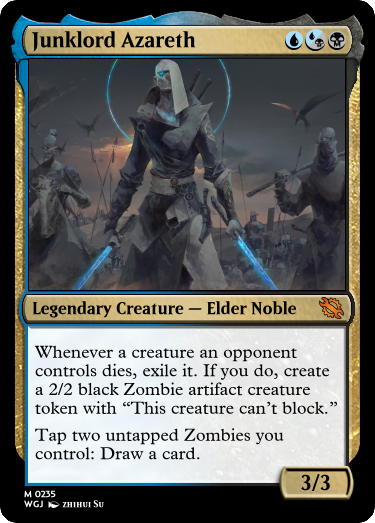 Junklord Azareth
Legendary Creature — Elder Noble
Whenever a creature an opponent
controls dies, exile it. If you do, create
a 2/2 black Zombie artifact creature
token with “This creature can’t block.”
Tap two untapped Zombies you
control: Draw a card.
3/3
M 0235
WGJ ZHIHUI SU